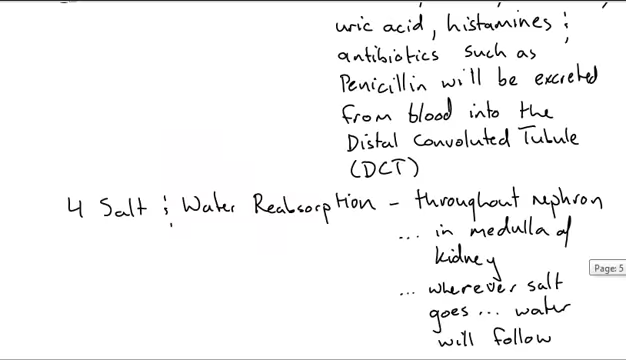 uric acid, histamines &
antibiotics such as
Penicillin will be excreted
from blood into the
Distal Convoluted Tubule
(DCT)
4 Salt & Water Reabsorption - throughout nephron
... in medulla of
kidney
Page: 5
... wherever salt
goes ... water
will follow